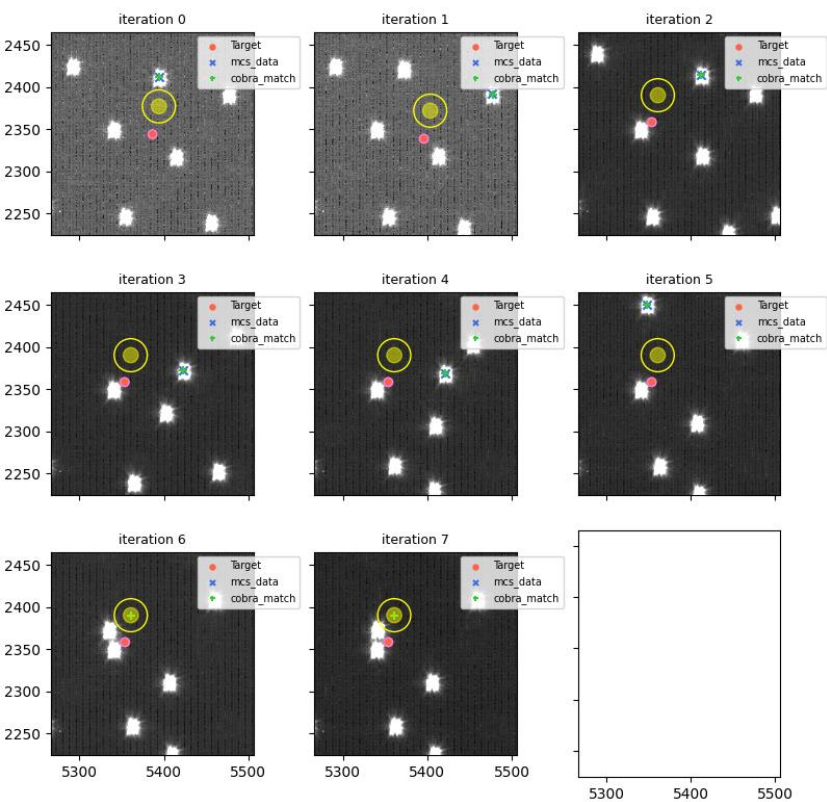 iteration 0
iteration 1
iteration 2
2450
2400
2350
2300
2250
Target
mcs_data
cobra_match
Target
mcs_data
cobra_match
Target
mcs_data
cobra_match
iteration 3
iteration 4
iteration 5
2450
2400
2350
2300
2250
Target
mcs_data
cobra_match
Target
mcs_data
cobra_match
Target
mcs_data
cobra_match
iteration 6
iteration 7
2450
2400
2350
2300
2250
Target
mcs_data
cobra_match
Target
mcs_data
cobra_match
5300 5400 5500
5300 5400 5500
5300 5400 5500